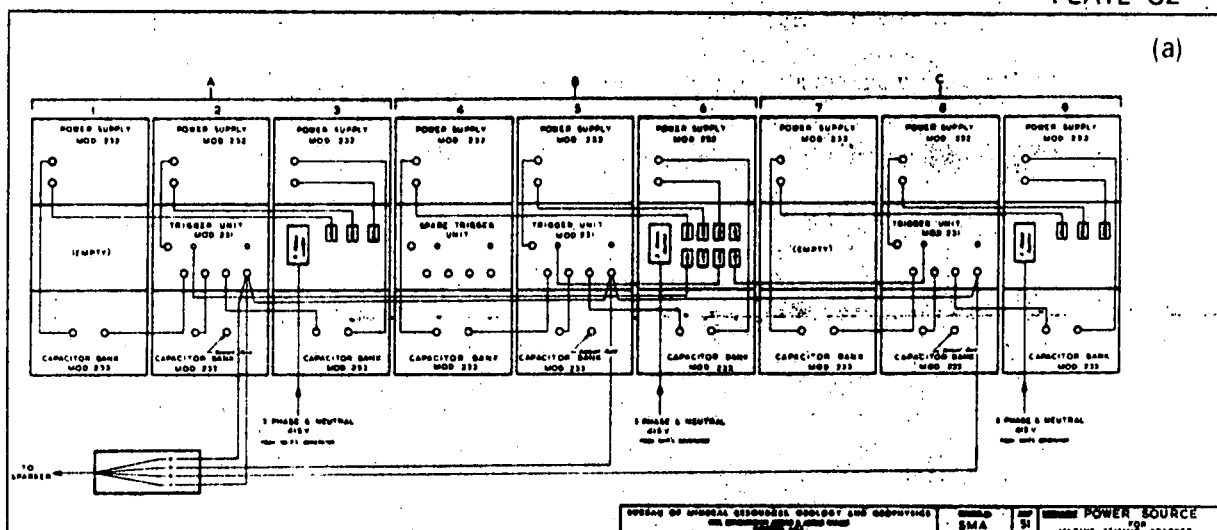 PLATE 62
(a)
A B C
1 2 3 4 5 6 7 8 9
POWER SUPPLY MOD 232 POWER SUPPLY MOD 232 POWER SUPPLY MOD 232 POWER SUPPLY MOD 232 POWER SUPPLY MOD 232 POWER SUPPLY MOD 232 POWER SUPPLY MOD 232 POWER SUPPLY MOD 232 POWER SUPPLY MOD 232
(EMPTY) TRIGGER UNIT MOD 231 SPARE TRIGGER UNIT TRIGGER UNIT MOD 231 (EMPTY) TRIGGER UNIT MOD 231
CAPACITOR BANK MOD 233 CAPACITOR BANK MOD 233 CAPACITOR BANK MOD 233 CAPACITOR BANK MOD 233 CAPACITOR BANK MOD 233 CAPACITOR BANK MOD 233 CAPACITOR BANK MOD 233 CAPACITOR BANK MOD 233 CAPACITOR BANK MOD 233
3 PHASE & NEUTRAL 3 PHASE & NEUTRAL 3 PHASE & NEUTRAL
415 V 415 V 415 V
TO SPARKER
BUREAU OF MINERAL RESOURCES, GEOLOGY AND GEOPHYSICS
SMA
51
POWER SOURCE
FOR